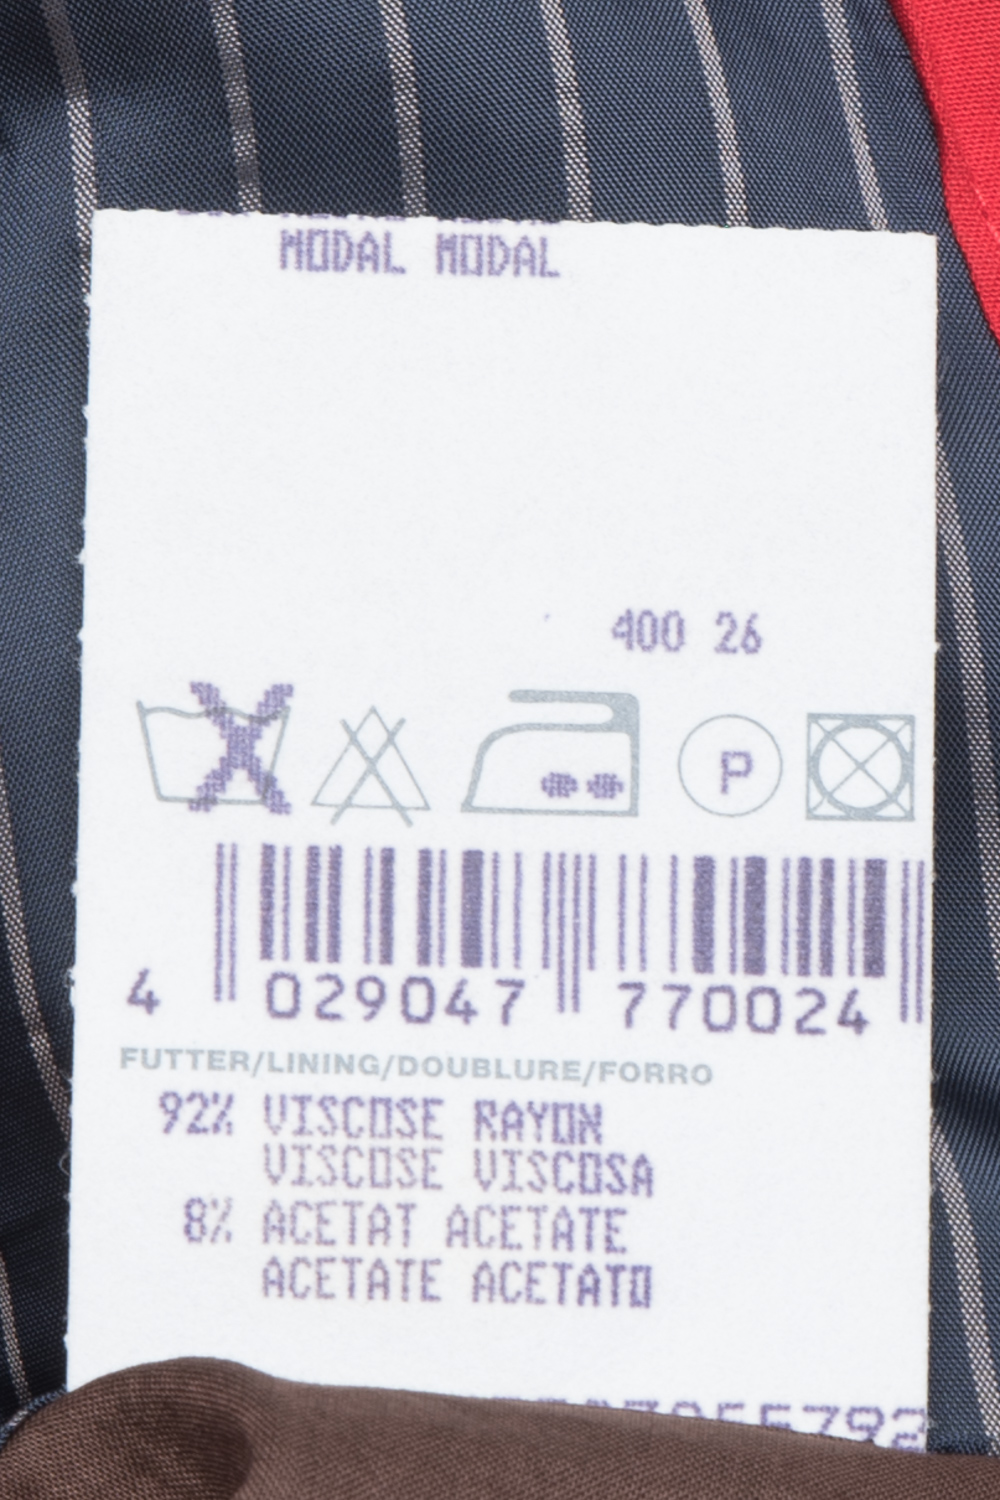 MODAL MODAL
400 26
P
4 029047 770024
FUTTER/LINING/DOUBLURE/FORRO
92% VISCOSE RAYON
VISCOSE VISCOSA
8% ACETAT ACETATE
ACETATE ACETATO